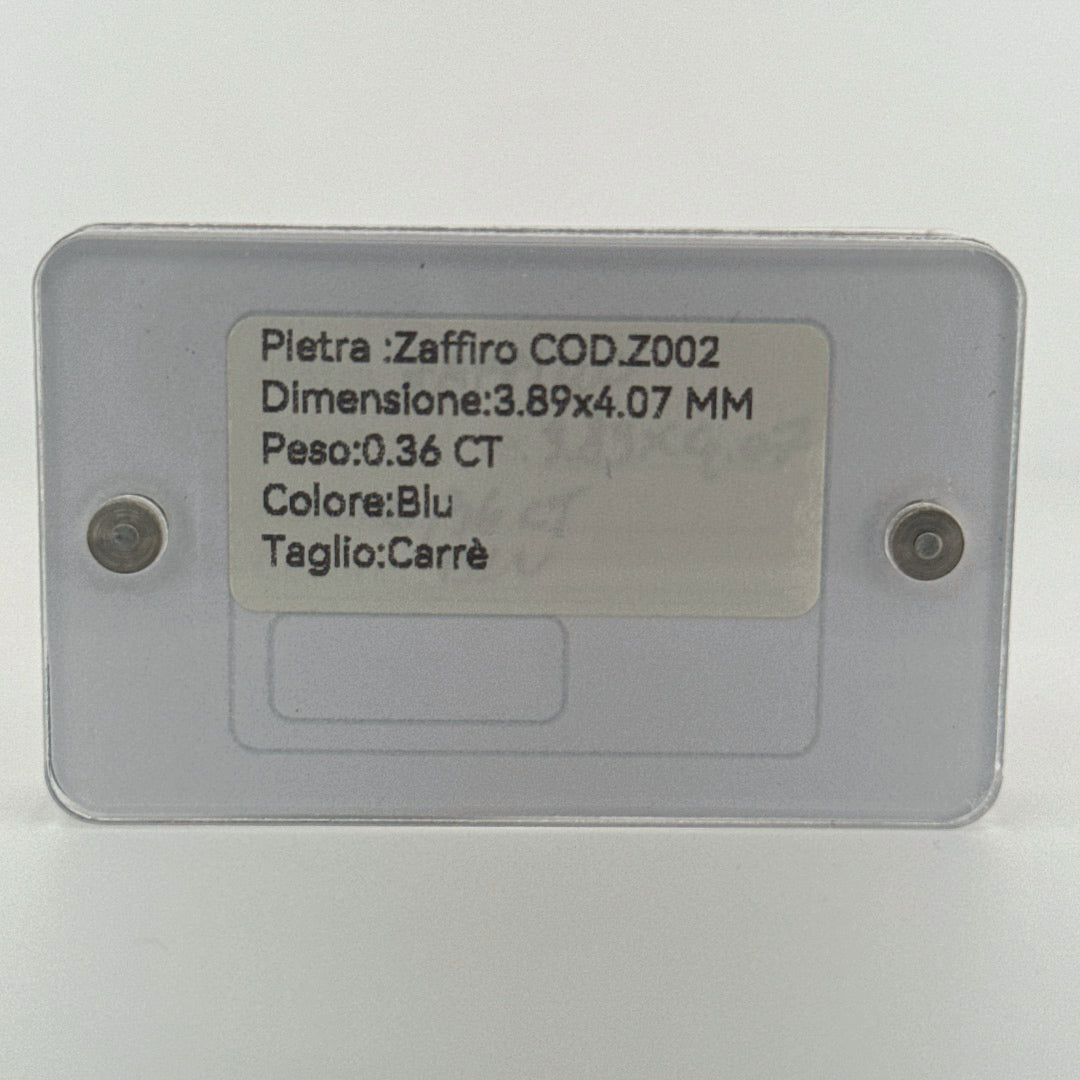 Pietra :Zaffiro COD.Z002
Dimensione:3.89x4.07 MM
Peso:0.36 CT
Colore:Blu
Taglio:Carrè